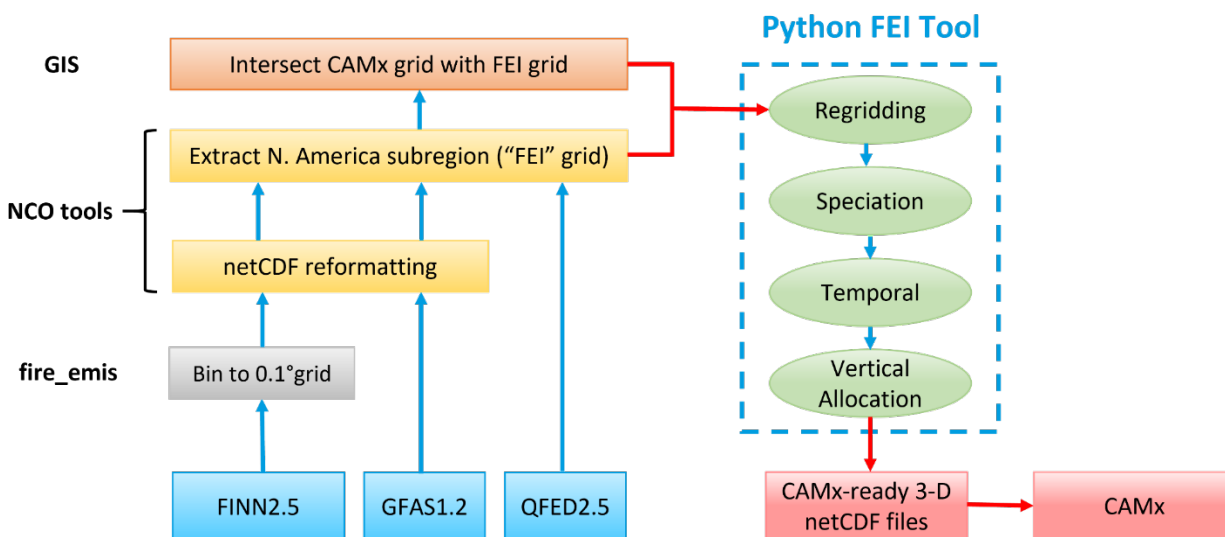 Python FEI Tool
GIS
Intersect CAMx grid with FEI grid
Regridding
NCO tools
Extract N. America subregion (“FEI” grid)
Speciation
netCDF reformatting
Temporal
fire_emis
Bin to 0.1°grid
Vertical
Allocation
FINN2.5
GFAS1.2
QFED2.5
CAMx-ready 3-D
netCDF files
CAMx